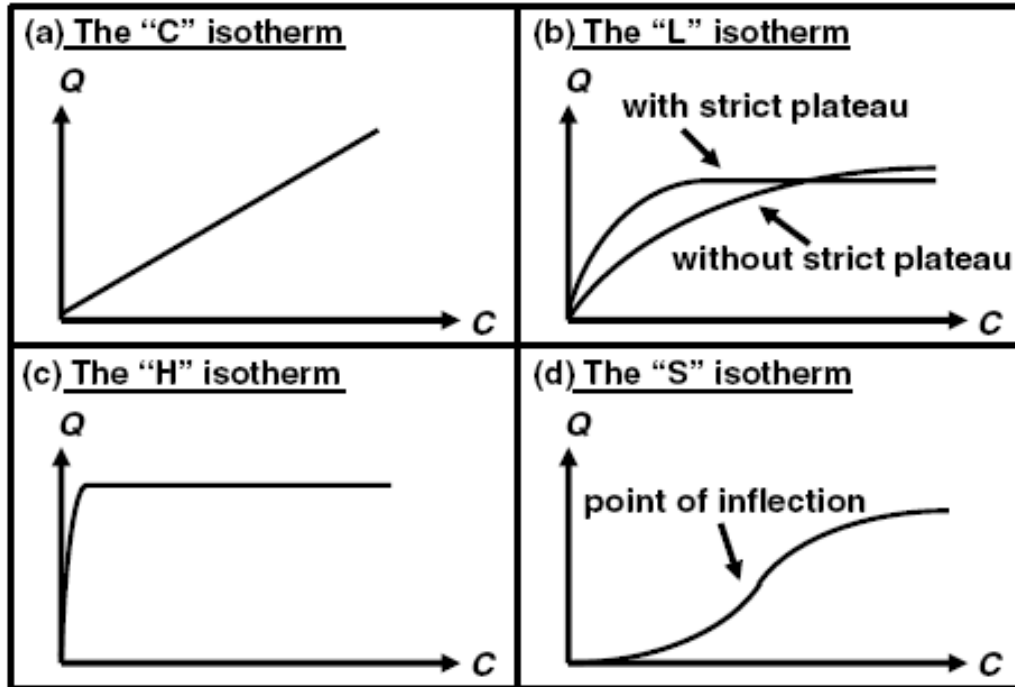 (a) The “C” isotherm
Q
C
(b) The “L” isotherm
Q
with strict plateau
without strict plateau
C
(c) The “H” isotherm
Q
C
(d) The “S” isotherm
Q
point of inflection
C